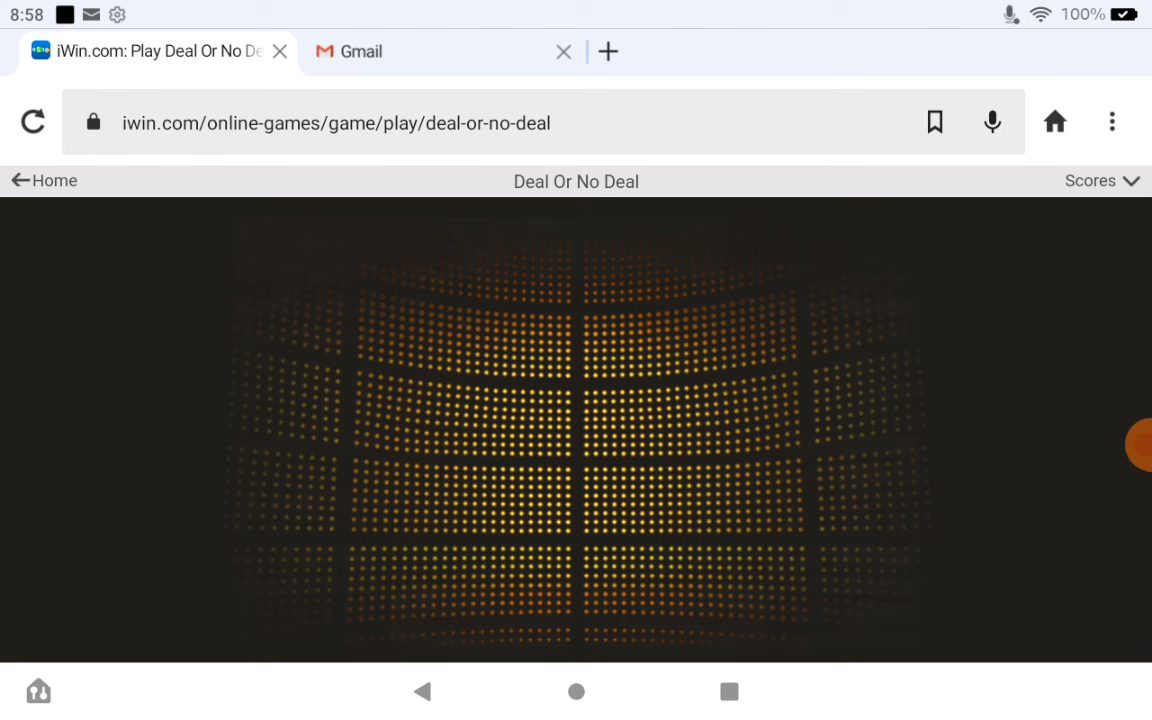 8:58
100%
iWin.com: Play Deal Or No De
Gmail
iwin.com/online-games/game/play/deal-or-no-deal
Home
Deal Or No Deal
Scores